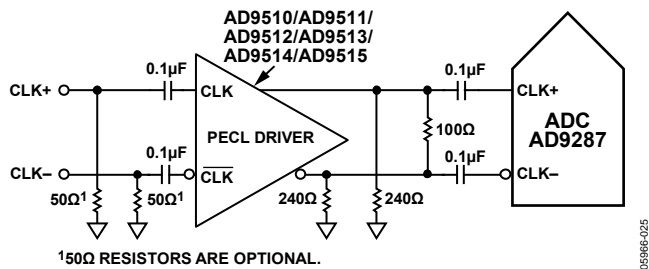 AD9510/AD9511/
AD9512/AD9513/
AD9514/AD9515
CLK+
0.1µF
CLK
PECL DRIVER
0.1µF
CLK+
ADC
AD9287
100Ω
CLK–
0.1µF
CLK
0.1µF
CLK–
50Ω¹
50Ω¹
240Ω
240Ω
¹50Ω RESISTORS ARE OPTIONAL.
05966-025